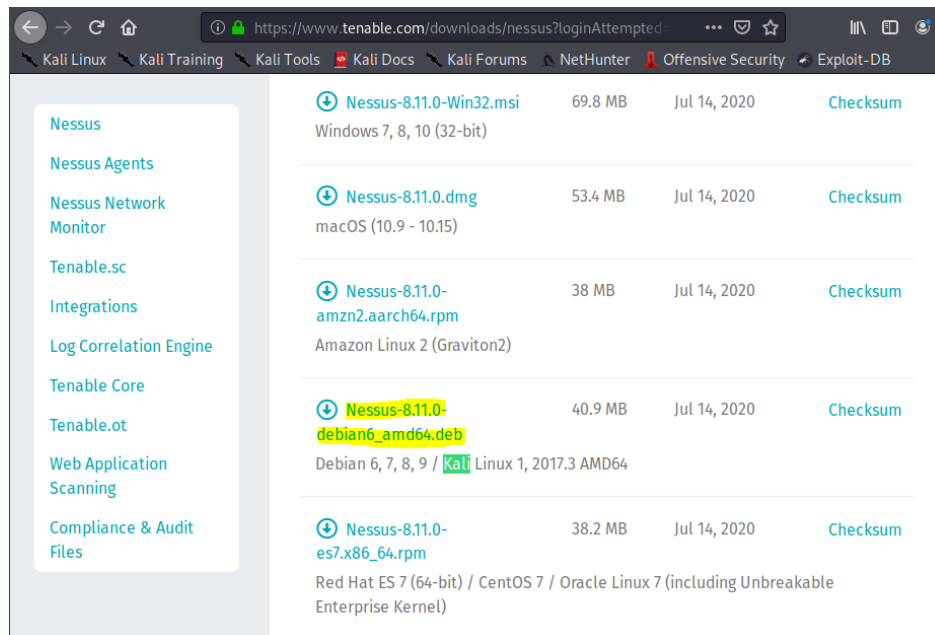 https://www.tenable.com/downloads/nessus?loginAttempted=
Kali Linux Kali Training Kali Tools Kali Docs Kali Forums NetHunter Offensive Security Exploit-DB
Nessus
Nessus Agents
Nessus Network
Monitor
Tenable.sc
Integrations
Log Correlation Engine
Tenable Core
Tenable.ot
Web Application
Scanning
Compliance & Audit
Files
Nessus-8.11.0-Win32.msi 69.8 MB Jul 14, 2020 Checksum
Windows 7, 8, 10 (32-bit)
Nessus-8.11.0.dmg 53.4 MB Jul 14, 2020 Checksum
macOS (10.9 - 10.15)
Nessus-8.11.0- 38 MB Jul 14, 2020 Checksum
amzn2.aarch64.rpm
Amazon Linux 2 (Graviton2)
Nessus-8.11.0- 40.9 MB Jul 14, 2020 Checksum
debian6_amd64.deb
Debian 6, 7, 8, 9 / Kali Linux 1, 2017.3 AMD64
Nessus-8.11.0- 38.2 MB Jul 14, 2020 Checksum
es7.x86_64.rpm
Red Hat ES 7 (64-bit) / CentOS 7 / Oracle Linux 7 (including Unbreakable
Enterprise Kernel)